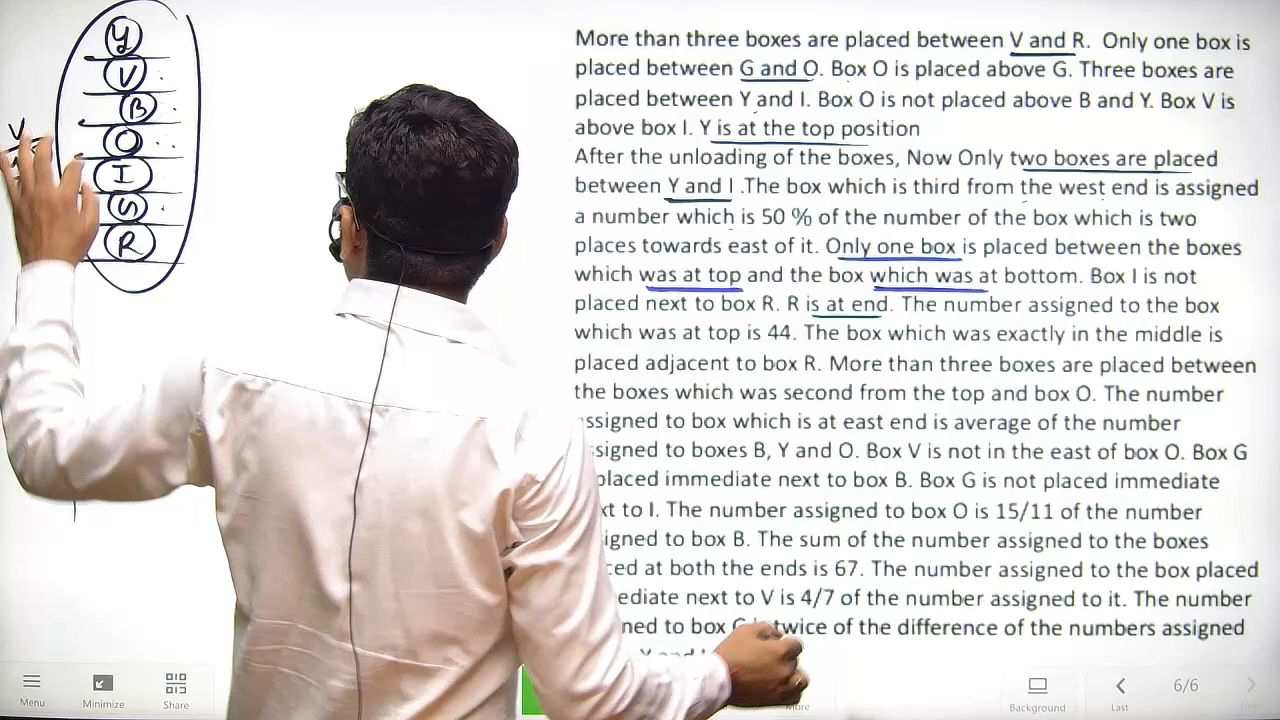 Y
V
B
O
I
G
R
V
More than three boxes are placed between V and R. Only one box is
placed between G and O. Box O is placed above G. Three boxes are
placed between Y and I. Box O is not placed above B and Y. Box V is
above box I. Y is at the top position
After the unloading of the boxes, Now Only two boxes are placed
between Y and I .The box which is third from the west end is assigned
a number which is 50 % of the number of the box which is two
places towards east of it. Only one box is placed between the boxes
which was at top and the box which was at bottom. Box I is not
placed next to box R. R is at end. The number assigned to the box
which was at top is 44. The box which was exactly in the middle is
placed adjacent to box R. More than three boxes are placed between
the boxes which was second from the top and box O. The number
assigned to box which is at east end is average of the number
assigned to boxes B, Y and O. Box V is not in the east of box O. Box G
placed immediate next to box B. Box G is not placed immediate
to I. The number assigned to box O is 15/11 of the number
assigned to box B. The sum of the number assigned to the boxes
at both the ends is 67. The number assigned to the box placed
next to V is 4/7 of the number assigned to it. The number
to box twice of the difference of the numbers assigned
Menu
Minimize
Share
More
Background
Last
6/6
Next